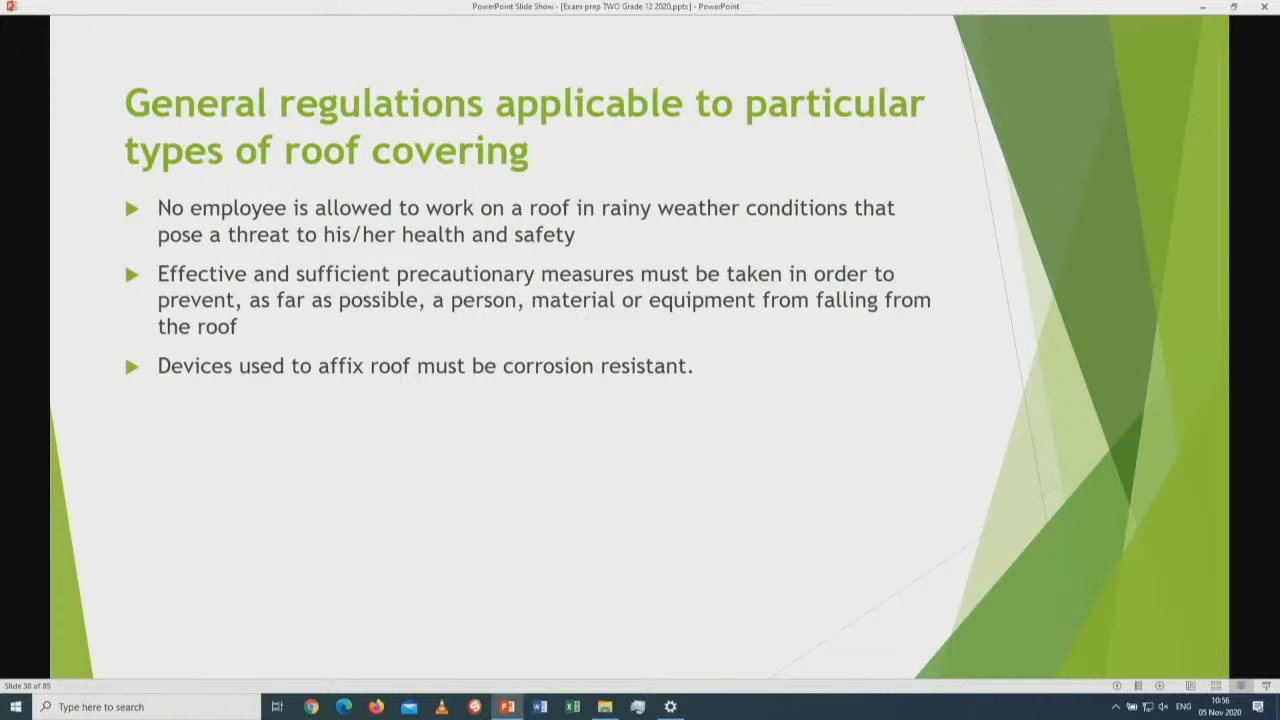 PowerPoint Slide Show - [Exam prep TWO Grade 12 2020.pptx] - PowerPoint
General regulations applicable to particular
types of roof covering
No employee is allowed to work on a roof in rainy weather conditions that
pose a threat to his/her health and safety
Effective and sufficient precautionary measures must be taken in order to
prevent, as far as possible, a person, material or equipment from falling from
the roof
Devices used to affix roof must be corrosion resistant.
Slide 38 of 85
Type here to search
ENG
10:56
05 Nov 2020